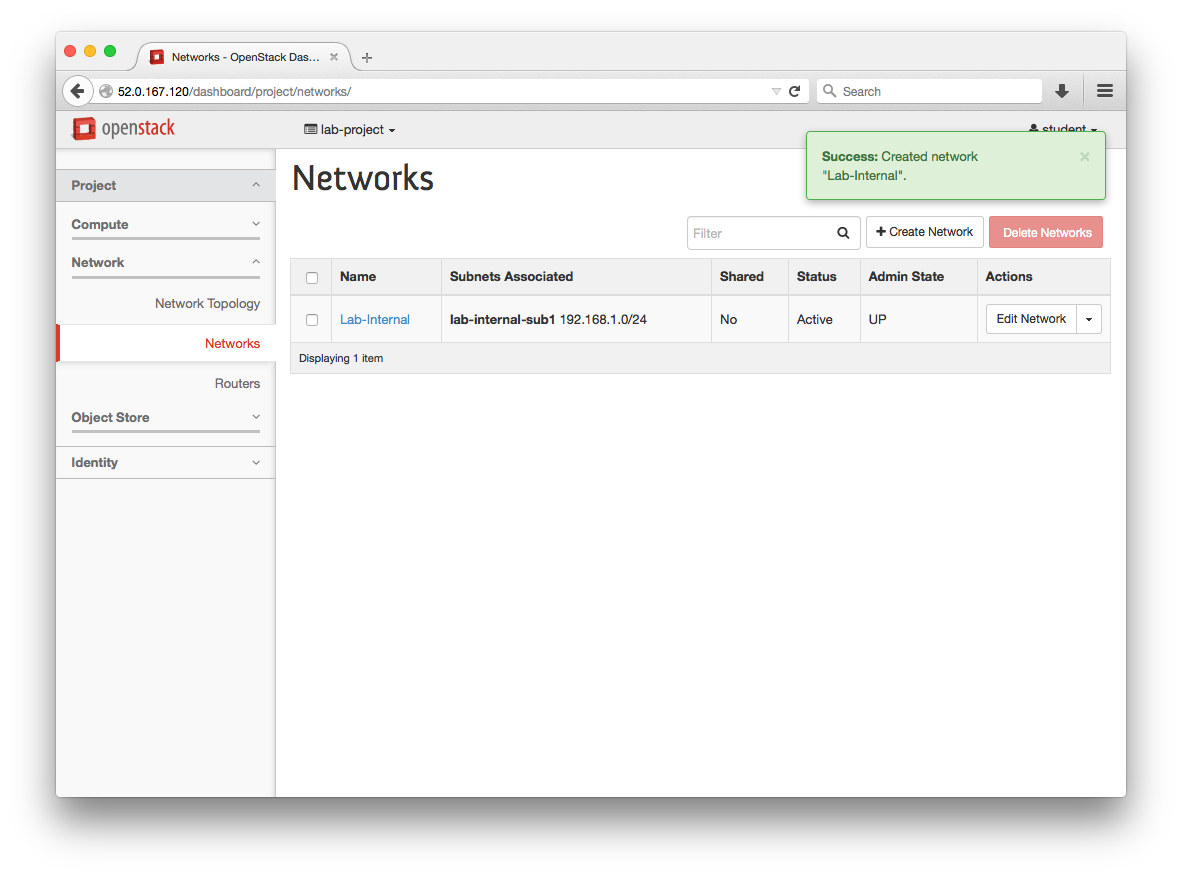 Networks - OpenStack Das...
52.0.167.120/dashboard/project/networks/
Search
openstack
lab-project
student
Success: Created network
"Lab-Internal".
Project
Compute
Network
Network Topology
Networks
Routers
Object Store
Identity
Networks
Filter
Create Network
Delete Networks
Name Subnets Associated Shared Status Admin State Actions
Lab-Internal lab-internal-sub1 192.168.1.0/24 No Active UP Edit Network
Displaying 1 item